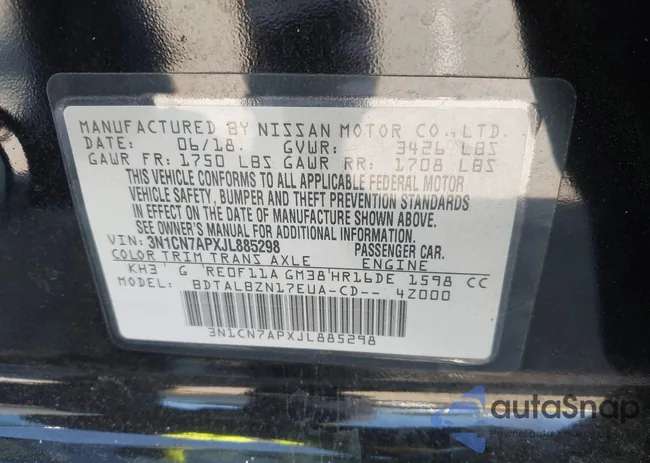 MANUFACTURED BY NISSAN MOTOR CO., LTD.
DATE: 06/18. GVWR: 3426 LBS
GAWR FR: 1750 LBS GAWR RR: 1708 LBS
THIS VEHICLE CONFORMS TO ALL APPLICABLE FEDERAL MOTOR
VEHICLE SAFETY, BUMPER AND THEFT PREVENTION STANDARDS
IN EFFECT ON THE DATE OF MANUFACTURE SHOWN ABOVE.
SEE OWNER'S MANUAL FOR ADDITIONAL INFORMATION.
VIN: 3N1CN7APXJL885298 PASSENGER CAR.
COLOR TRIM TRANS AXLE ENGINE
KH3 G RE0F11A GM38 HR16DE 1598 CC
MODEL: BDTALBZN17EUA-CD-- 4Z000
3N1CN7APXJL885298
autoSnap